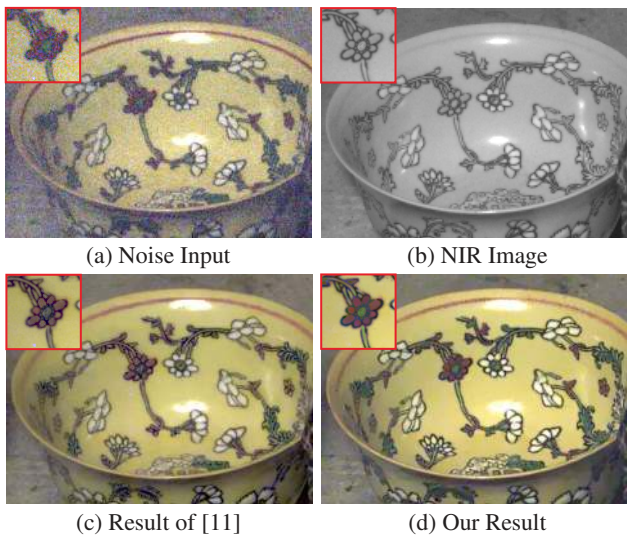 (a) Noise Input
(b) NIR Image
(c) Result of [11]
(d) Our Result